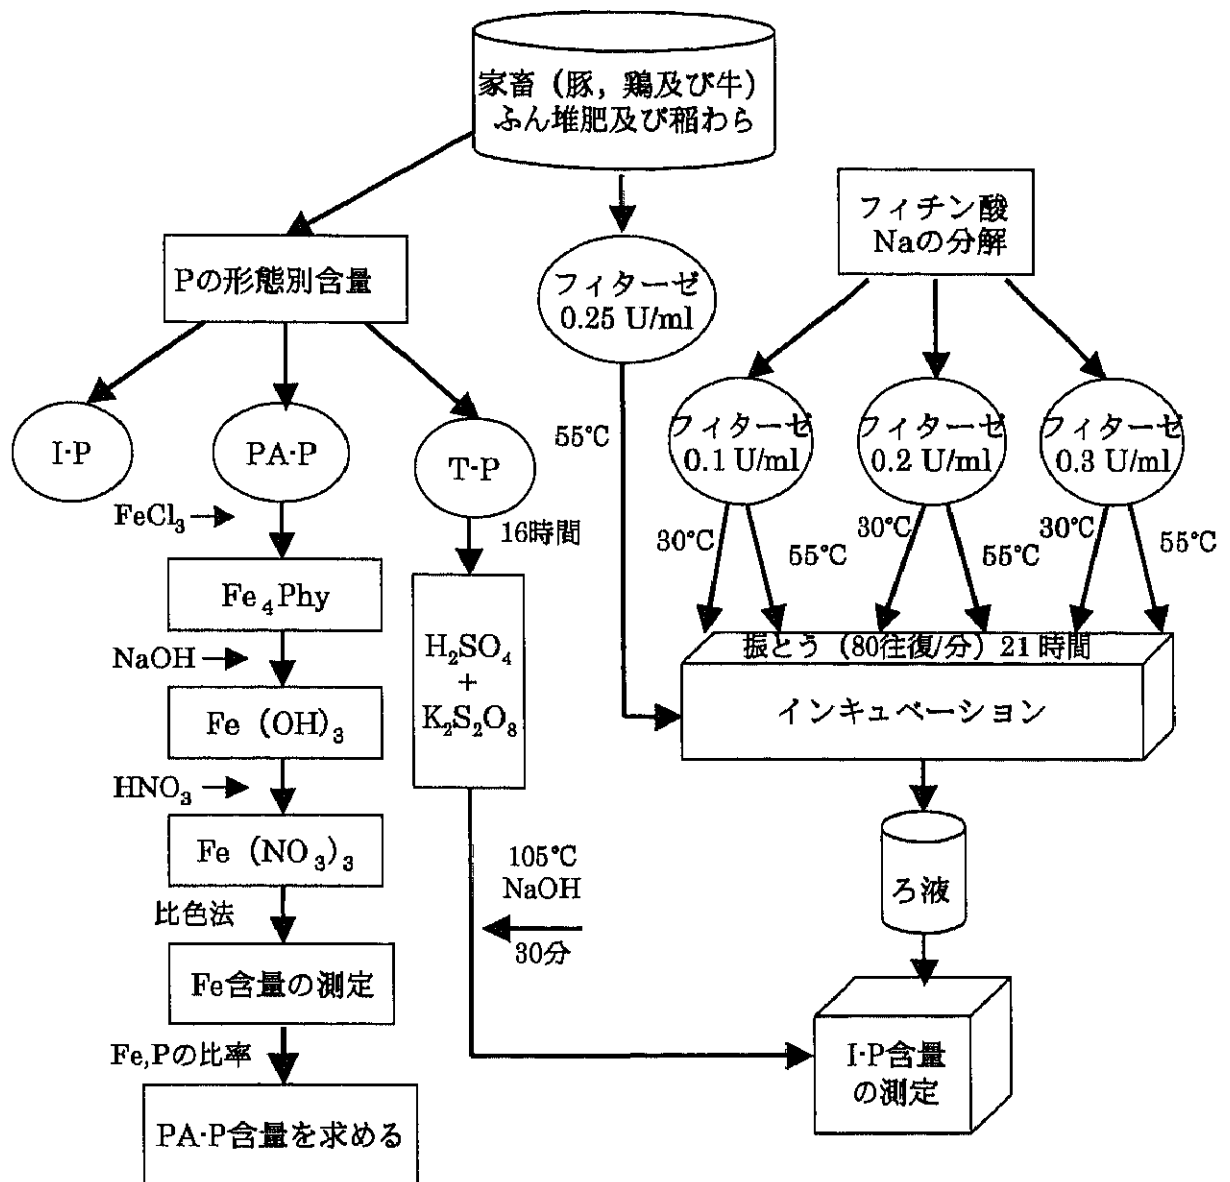 家畜（豚，鶏及び牛）
ふん堆肥及び稲わら
フィチン酸
Naの分解
Pの形態別含量
フィターゼ
0.25 U/ml
I·P
PA·P
T·P
55℃
フィターゼ
0.1 U/ml
フィターゼ
0.2 U/ml
フィターゼ
0.3 U/ml
FeCl₃
16時間
30℃
55℃
30℃
55℃
30℃
55℃
Fe₄Phy
NaOH
H₂SO₄
+
K₂S₂O₈
振とう（80往復/分）21時間
インキュベーション
Fe（OH)₃
HNO₃
Fe（NO₃)₃
105℃
NaOH
30分
ろ液
比色法
Fe含量の測定
Fe,Pの比率
I·P含量
の測定
PA·P含量を求める